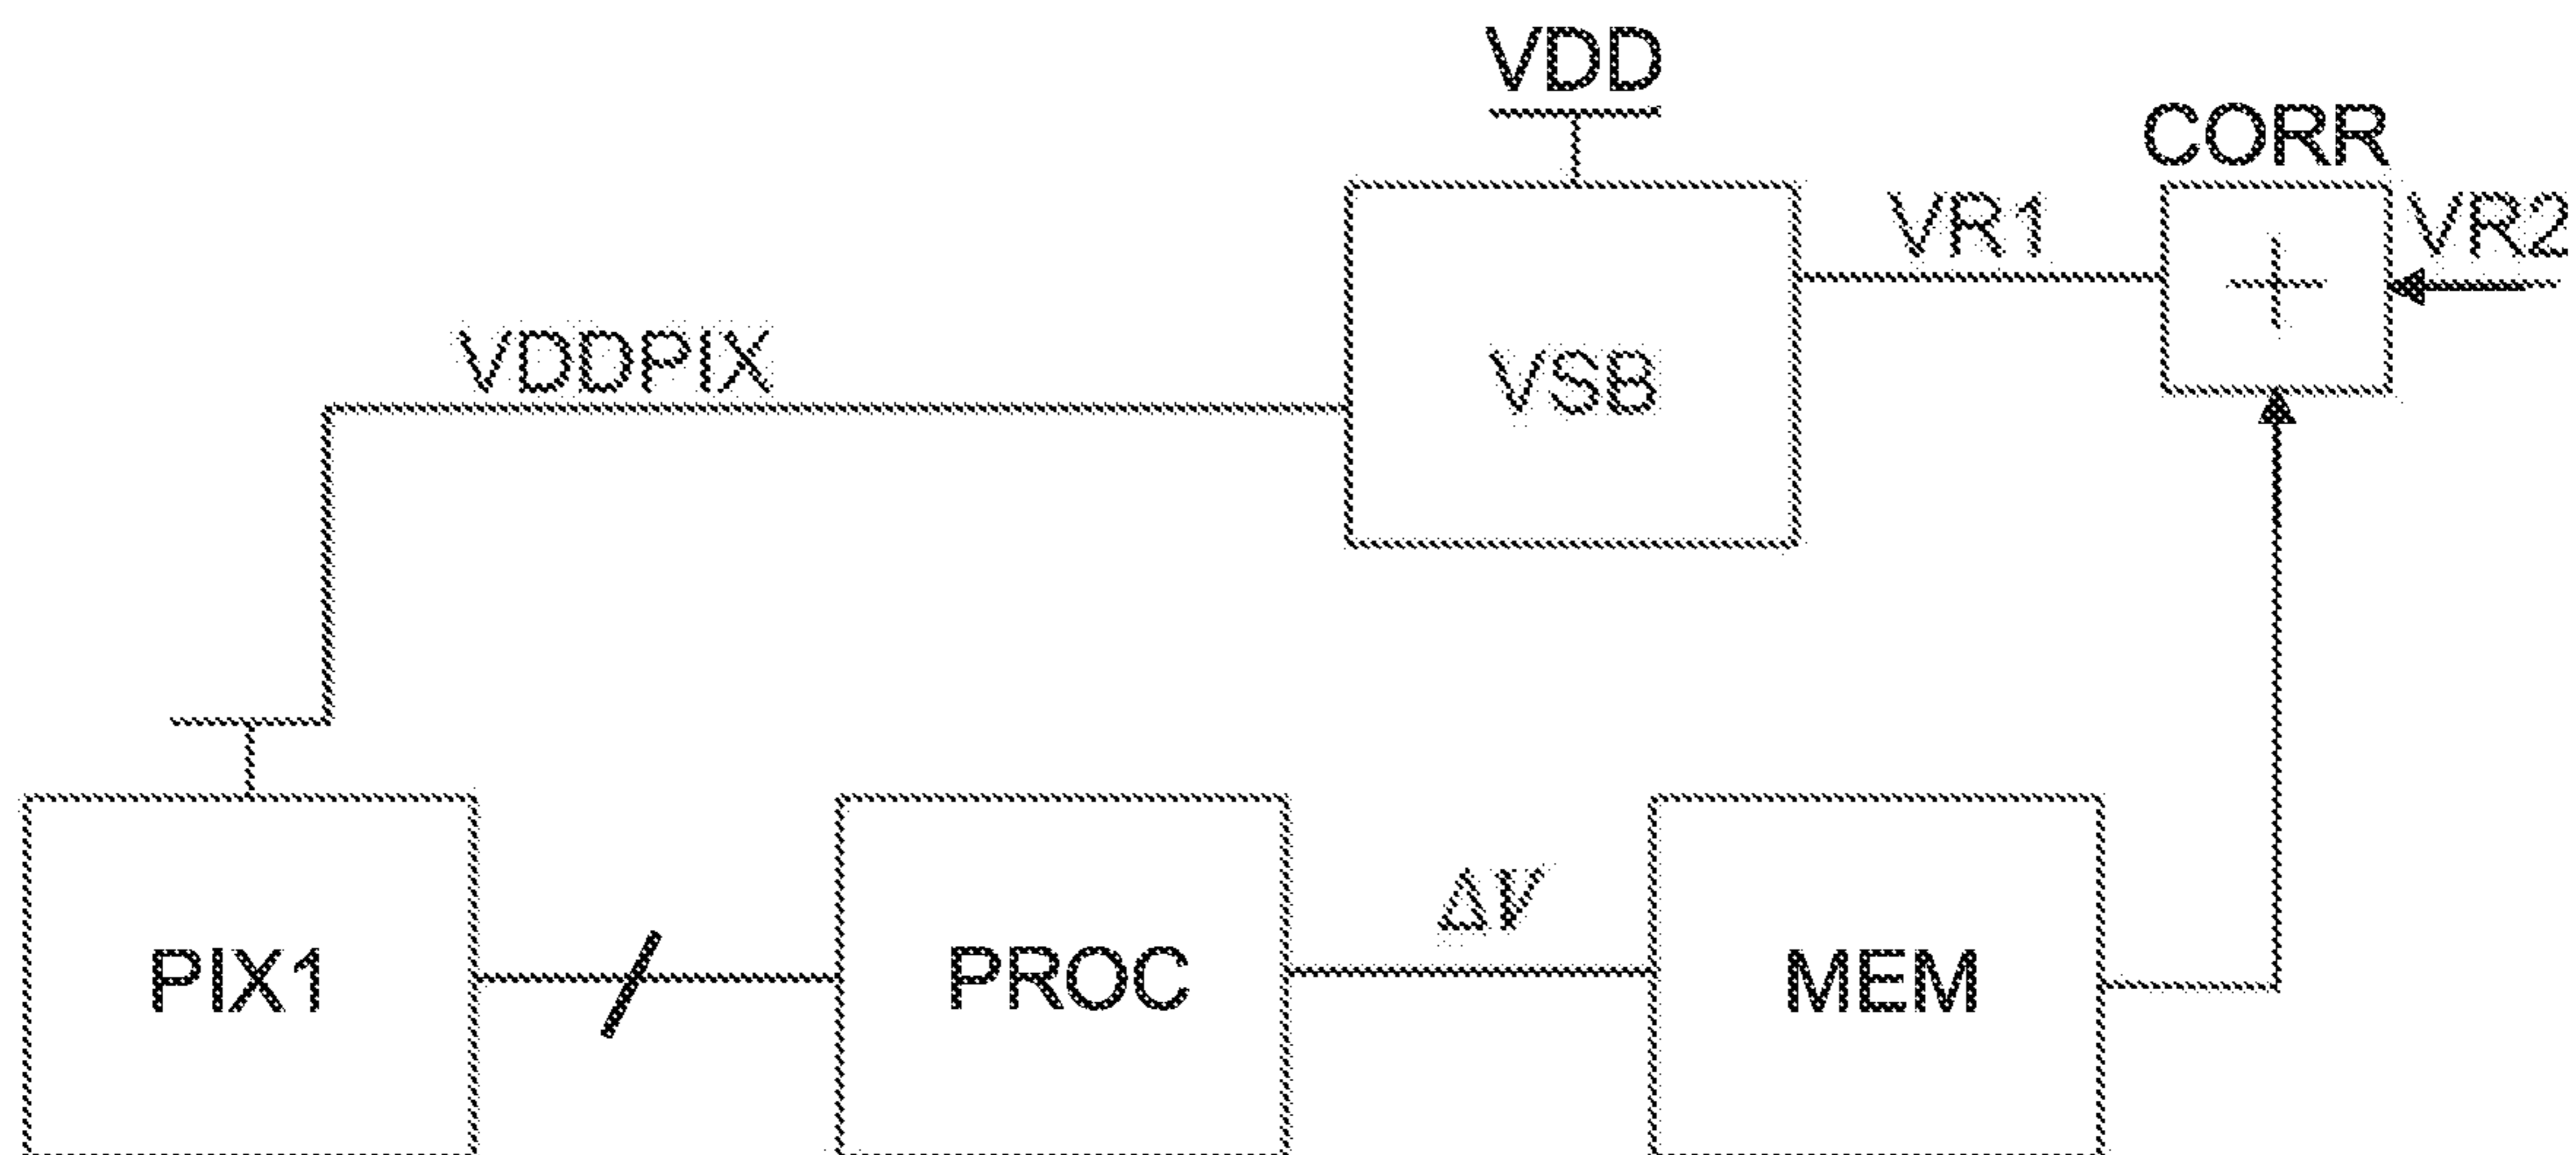 VDD
CORR
VR1
VR2
VDDPIX
VSB
+
ΔV
PIX1
PROC
MEM